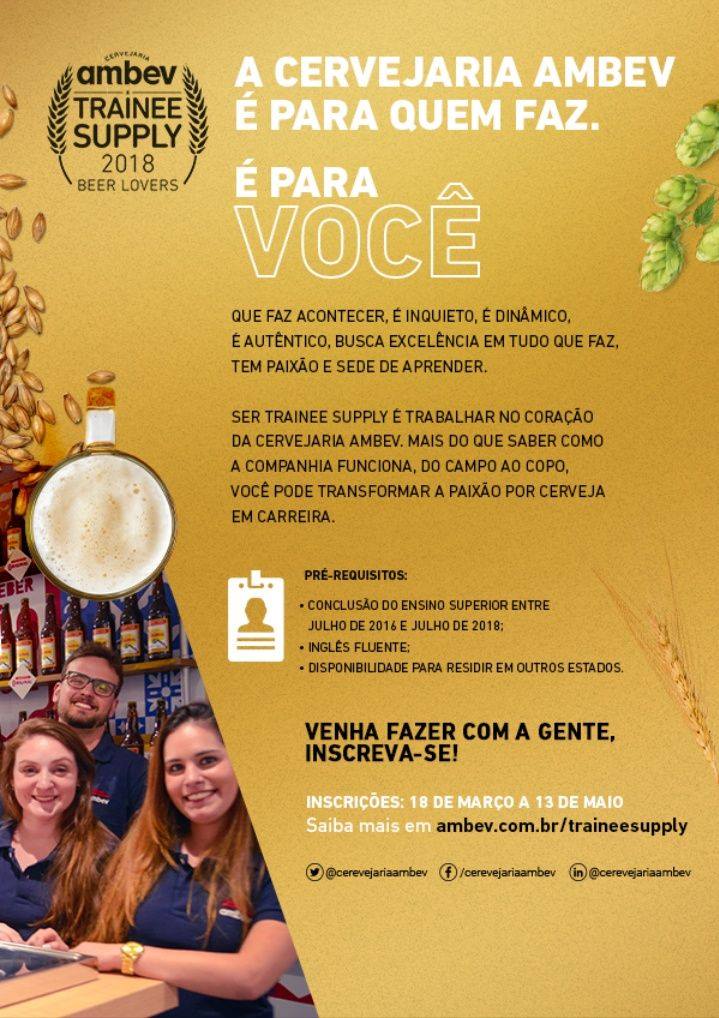 CERVEJARIA
ambev
TRAINEE
SUPPLY
2018
BEER LOVERS
A CERVEJARIA AMBEV
É PARA QUEM FAZ.
É PARA
VOCÊ
QUE FAZ ACONTECER, É INQUIETO, É DINÂMICO,
É AUTÊNTICO, BUSCA EXCELÊNCIA EM TUDO QUE FAZ,
TEM PAIXÃO E SEDE DE APRENDER.
SER TRAINEE SUPPLY É TRABALHAR NO CORAÇÃO
DA CERVEJARIA AMBEV. MAIS DO QUE SABER COMO
A COMPANHIA FUNCIONA, DO CAMPO AO COPO,
VOCÊ PODE TRANSFORMAR A PAIXÃO POR CERVEJA
EM CARREIRA.
PRÉ-REQUISITOS:
• CONCLUSÃO DO ENSINO SUPERIOR ENTRE
JULHO DE 2016 E JULHO DE 2018;
• INGLÊS FLUENTE;
• DISPONIBILIDADE PARA RESIDIR EM OUTROS ESTADOS.
VENHA FAZER COM A GENTE,
INSCREVA-SE!
INSCRIÇÕES: 18 DE MARÇO A 13 DE MAIO
Saiba mais em ambev.com.br/traineesupply
@cerevejariaambev /cerevejariaambev @cerevejariaambev
ambev